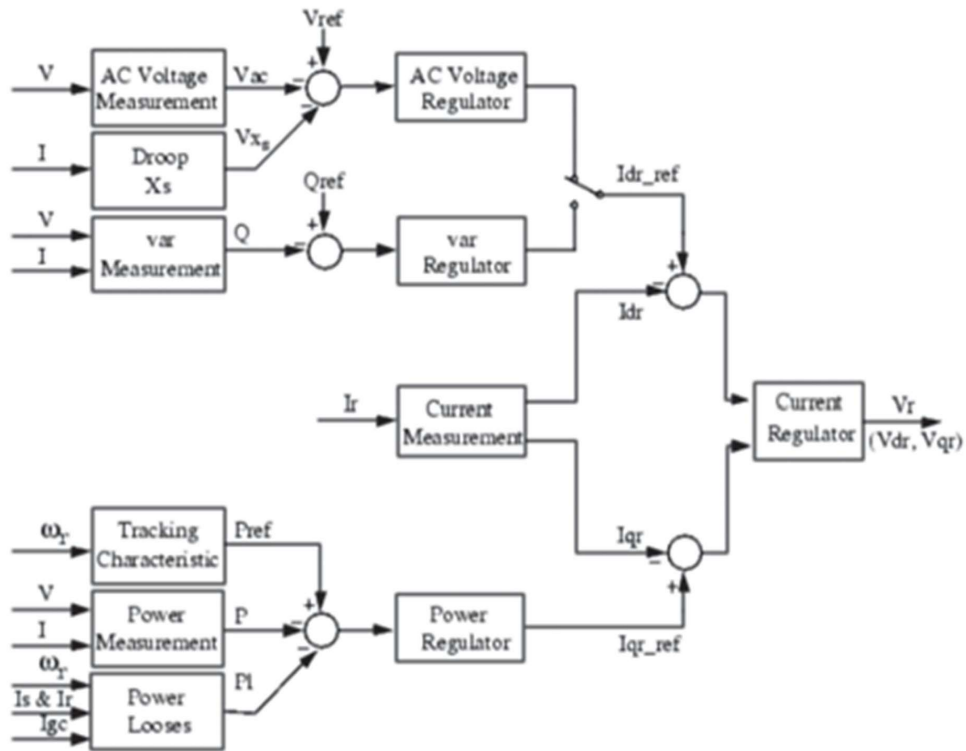 Vref
V
AC Voltage
Measurement
Vac
+
−
−
AC Voltage
Regulator
I
Droop
Xs
Vxs
Qref
Idr_ref
V
I
var
Measurement
Q
+
−
var
Regulator
+
−
Idr
Ir
Current
Measurement
Current
Regulator
Vr
(Vdr, Vqr)
ωr
Tracking
Characteristic
Pref
Iqr
−
+
V
I
Power
Measurement
P
+
−
−
Power
Regulator
Iqr_ref
ωr
Is & Ir
Igc
Power
Looses
Pl